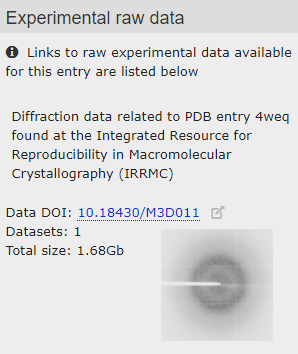 Experimental raw data
Links to raw experimental data available
for this entry are listed below
Diffraction data related to PDB entry 4weq
found at the Integrated Resource for
Reproducibility in Macromolecular
Crystallography (IRRMC)
Data DOI: 10.18430/M3D011
Datasets: 1
Total size: 1.68Gb